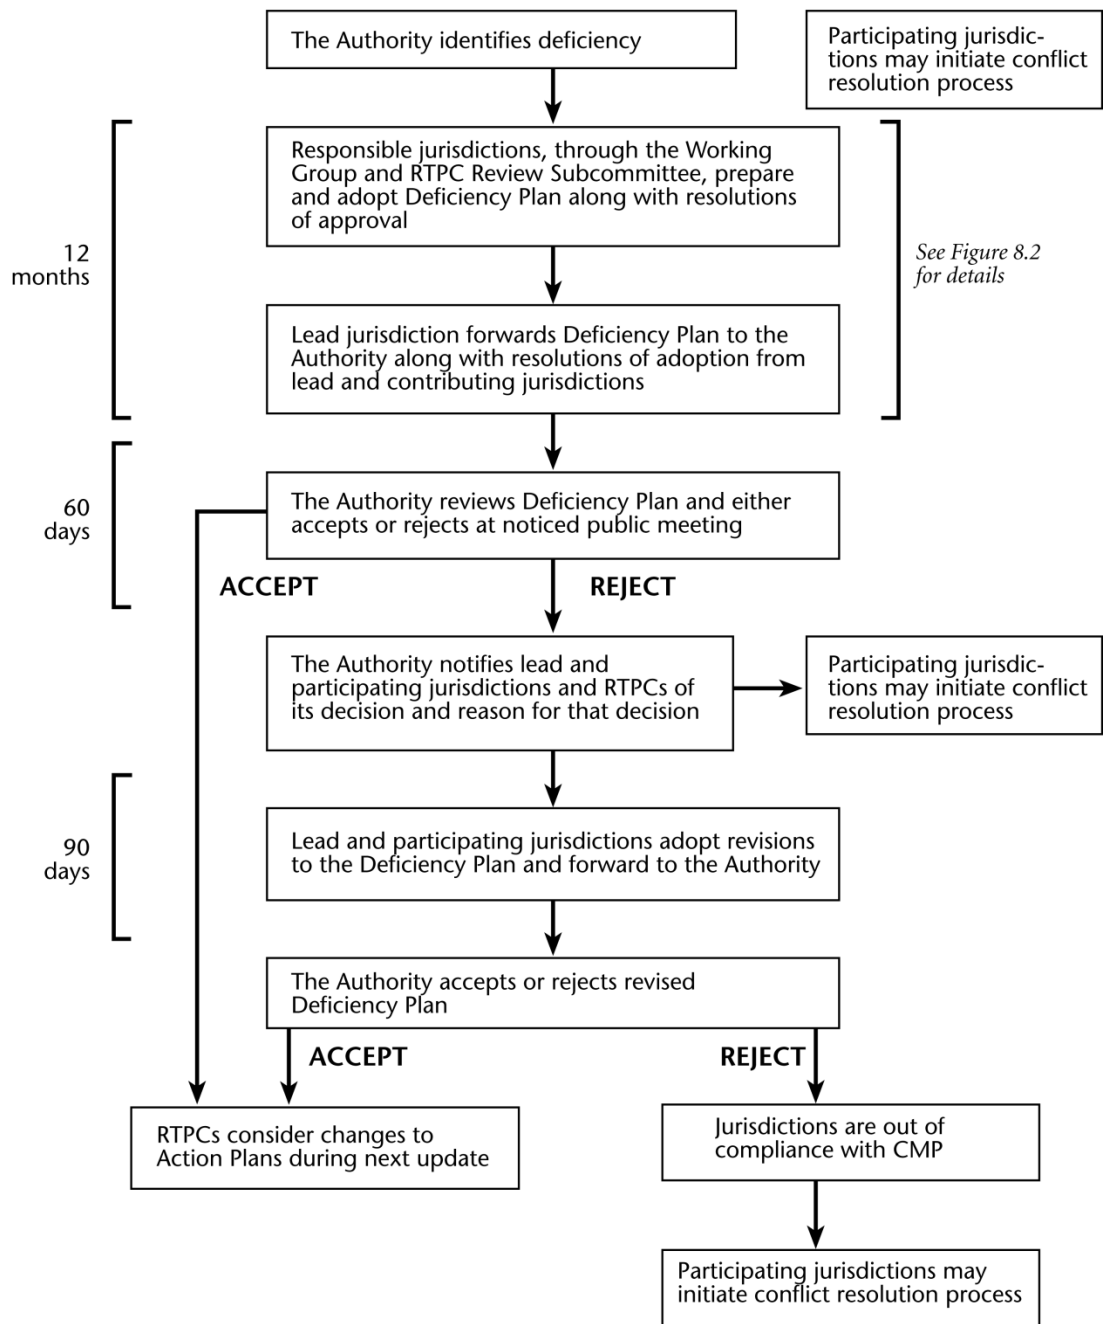 The Authority identifies deficiency
Participating jurisdic-
tions may initiate conflict
resolution process
Responsible jurisdictions, through the Working
Group and RTPC Review Subcommittee, prepare
and adopt Deficiency Plan along with resolutions
of approval
12
months
See Figure 8.2
for details
Lead jurisdiction forwards Deficiency Plan to the
Authority along with resolutions of adoption from
lead and contributing jurisdictions
60
days
The Authority reviews Deficiency Plan and either
accepts or rejects at noticed public meeting
ACCEPT
REJECT
The Authority notifies lead and
participating jurisdictions and RTPCs of
its decision and reason for that decision
Participating jurisdic-
tions may initiate conflict
resolution process
90
days
Lead and participating jurisdictions adopt revisions
to the Deficiency Plan and forward to the Authority
The Authority accepts or rejects revised
Deficiency Plan
ACCEPT
REJECT
RTPCs consider changes to
Action Plans during next update
Jurisdictions are out of
compliance with CMP
Participating jurisdictions may
initiate conflict resolution process